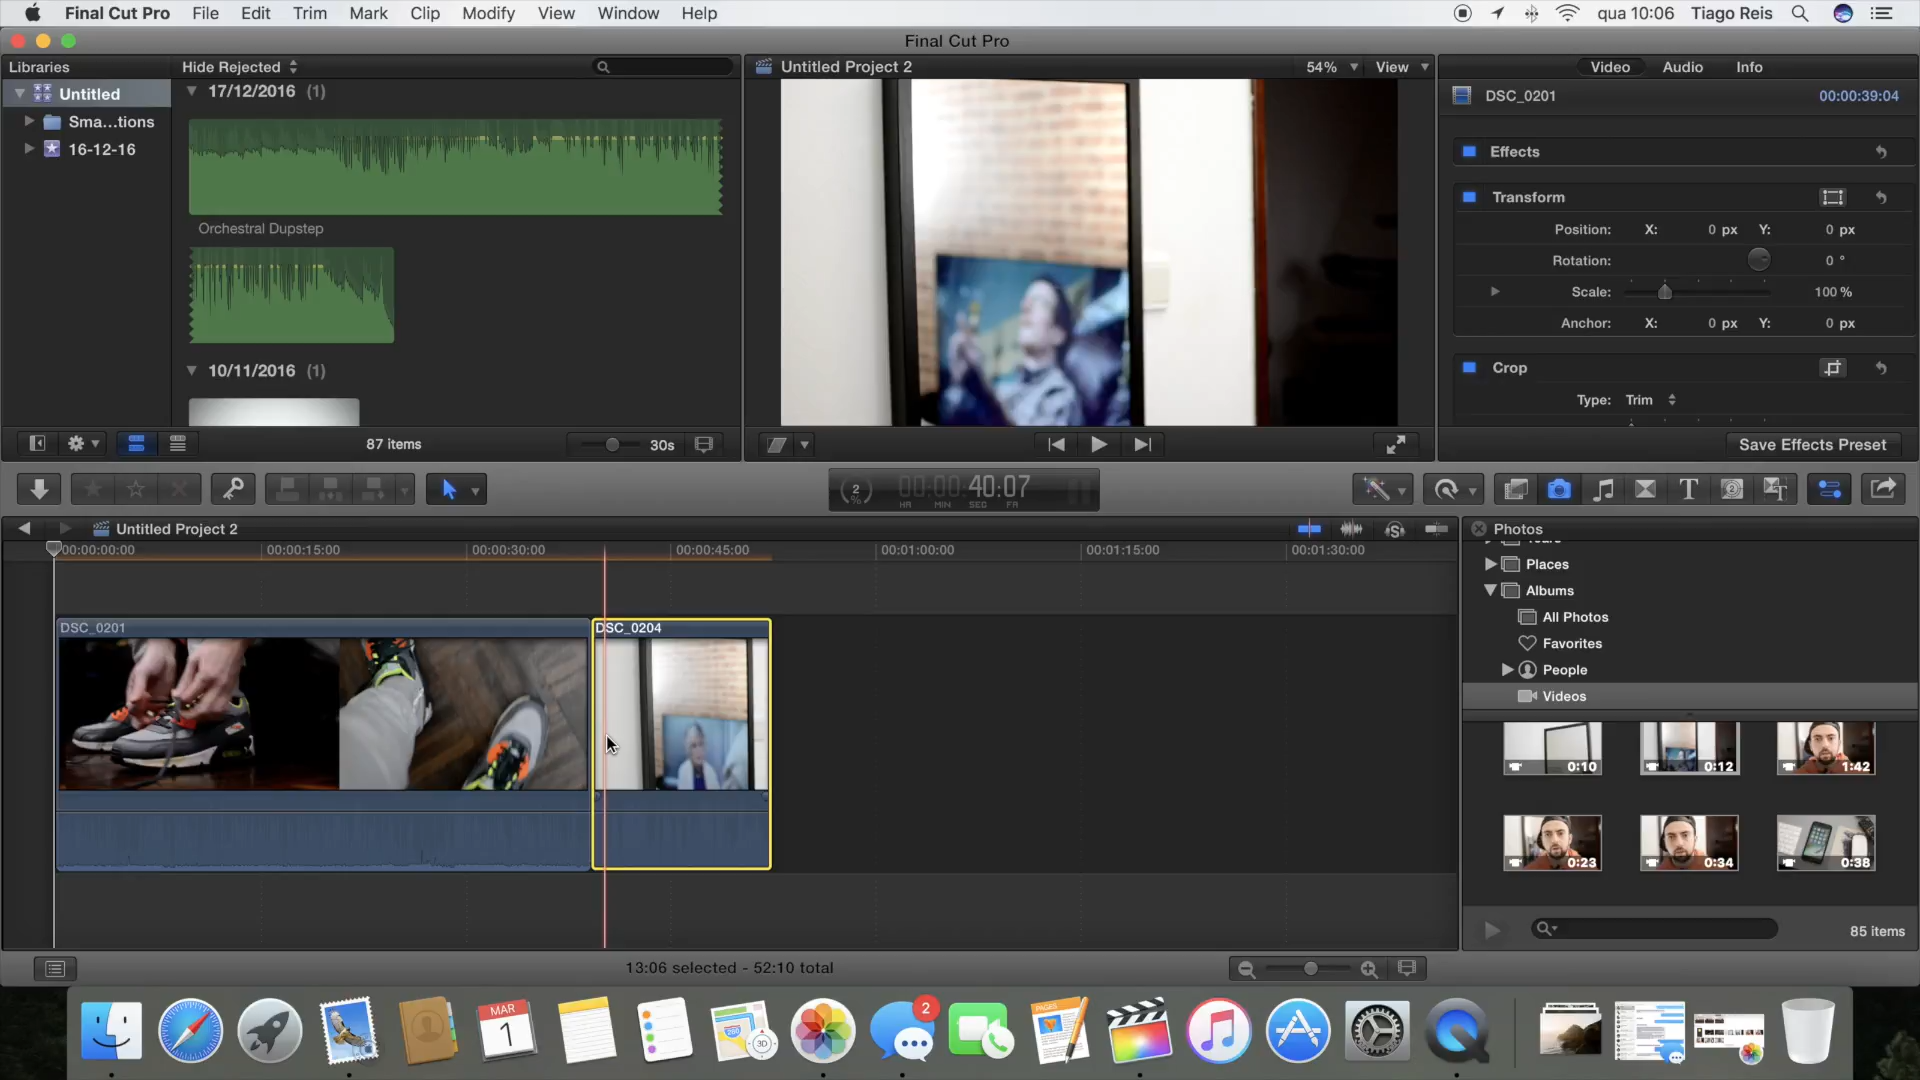 Final Cut Pro File Edit Trim Mark Clip Modify View Window Help qua 10:06 Tiago Reis
Final Cut Pro
Libraries Hide Rejected Untitled Project 2 54% View Video Audio Info
Untitled 17/12/2016 (1) DSC_0201 00:00:39:04
Sma...tions
16-12-16
Effects
Transform
Orchestral Dupstep Position: X: 0 px Y: 0 px
Rotation: 0 °
Scale: 100 %
Anchor: X: 0 px Y: 0 px
10/11/2016 (1) Crop
Type: Trim
87 items 30s Save Effects Preset
2 % 00:00:40:07
HR MIN SEC FR
Untitled Project 2 Photos
00:00:00:00 00:00:15:00 00:00:30:00 00:00:45:00 00:01:00:00 00:01:15:00 00:01:30:00
Places
Albums
All Photos
DSC_0201 DSC_0204
Favorites
People
Videos
0:10 0:12 1:42
0:23 0:34 0:38
85 items
13:06 selected - 52:10 total
MAR
1
2
280
3D
PAGES